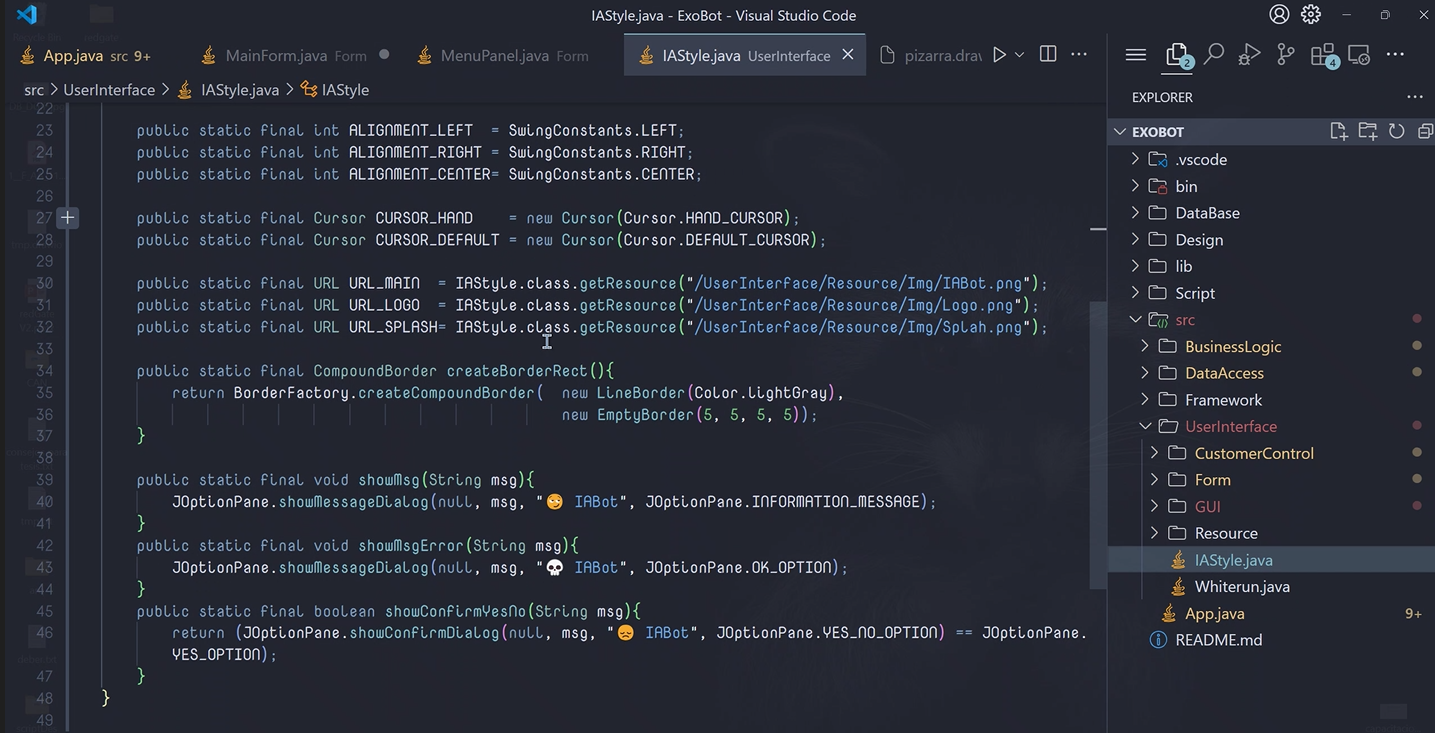 IAStyle.java - ExoBot - Visual Studio Code
App.java src 9+ MainForm.java Form MenuPanel.java Form IAStyle.java UserInterface pizarra.drav
src > UserInterface > IAStyle.java > IAStyle
22
23 public static final int ALIGNMENT_LEFT = SwingConstants.LEFT;
24 public static final int ALIGNMENT_RIGHT = SwingConstants.RIGHT;
25 public static final int ALIGNMENT_CENTER= SwingConstants.CENTER;
26
27 public static final Cursor CURSOR_HAND = new Cursor(Cursor.HAND_CURSOR);
28 public static final Cursor CURSOR_DEFAULT = new Cursor(Cursor.DEFAULT_CURSOR);
29
30 public static final URL URL_MAIN = IAStyle.class.getResource("/UserInterface/Resource/Img/IABot.png");
31 public static final URL URL_LOGO = IAStyle.class.getResource("/UserInterface/Resource/Img/Logo.png");
32 public static final URL URL_SPLASH= IAStyle.class.getResource("/UserInterface/Resource/Img/Splah.png");
33
34 public static final CompoundBorder createBorderRect(){
35 return BorderFactory.createCompoundBorder( new LineBorder(Color.lightGray),
36 new EmptyBorder(5, 5, 5, 5));
37 }
38
39 public static final void showMsg(String msg){
40 JOptionPane.showMessageDialog(null, msg, "🤭 IABot", JOptionPane.INFORMATION_MESSAGE);
41 }
42 public static final void showMsgError(String msg){
43 JOptionPane.showMessageDialog(null, msg, "💀 IABot", JOptionPane.OK_OPTION);
44 }
45 public static final boolean showConfirmYesNo(String msg){
46 return (JOptionPane.showConfirmDialog(null, msg, "😞 IABot", JOptionPane.YES_NO_OPTION) == JOptionPane.
YES_OPTION);
47 }
48 }
49
2
4
EXPLORER
EXOBOT
.vscode
bin
DataBase
Design
lib
Script
src
BusinessLogic
DataAccess
Framework
UserInterface
CustomerControl
Form
GUI
Resource
IAStyle.java
Whiterun.java
App.java 9+
README.md